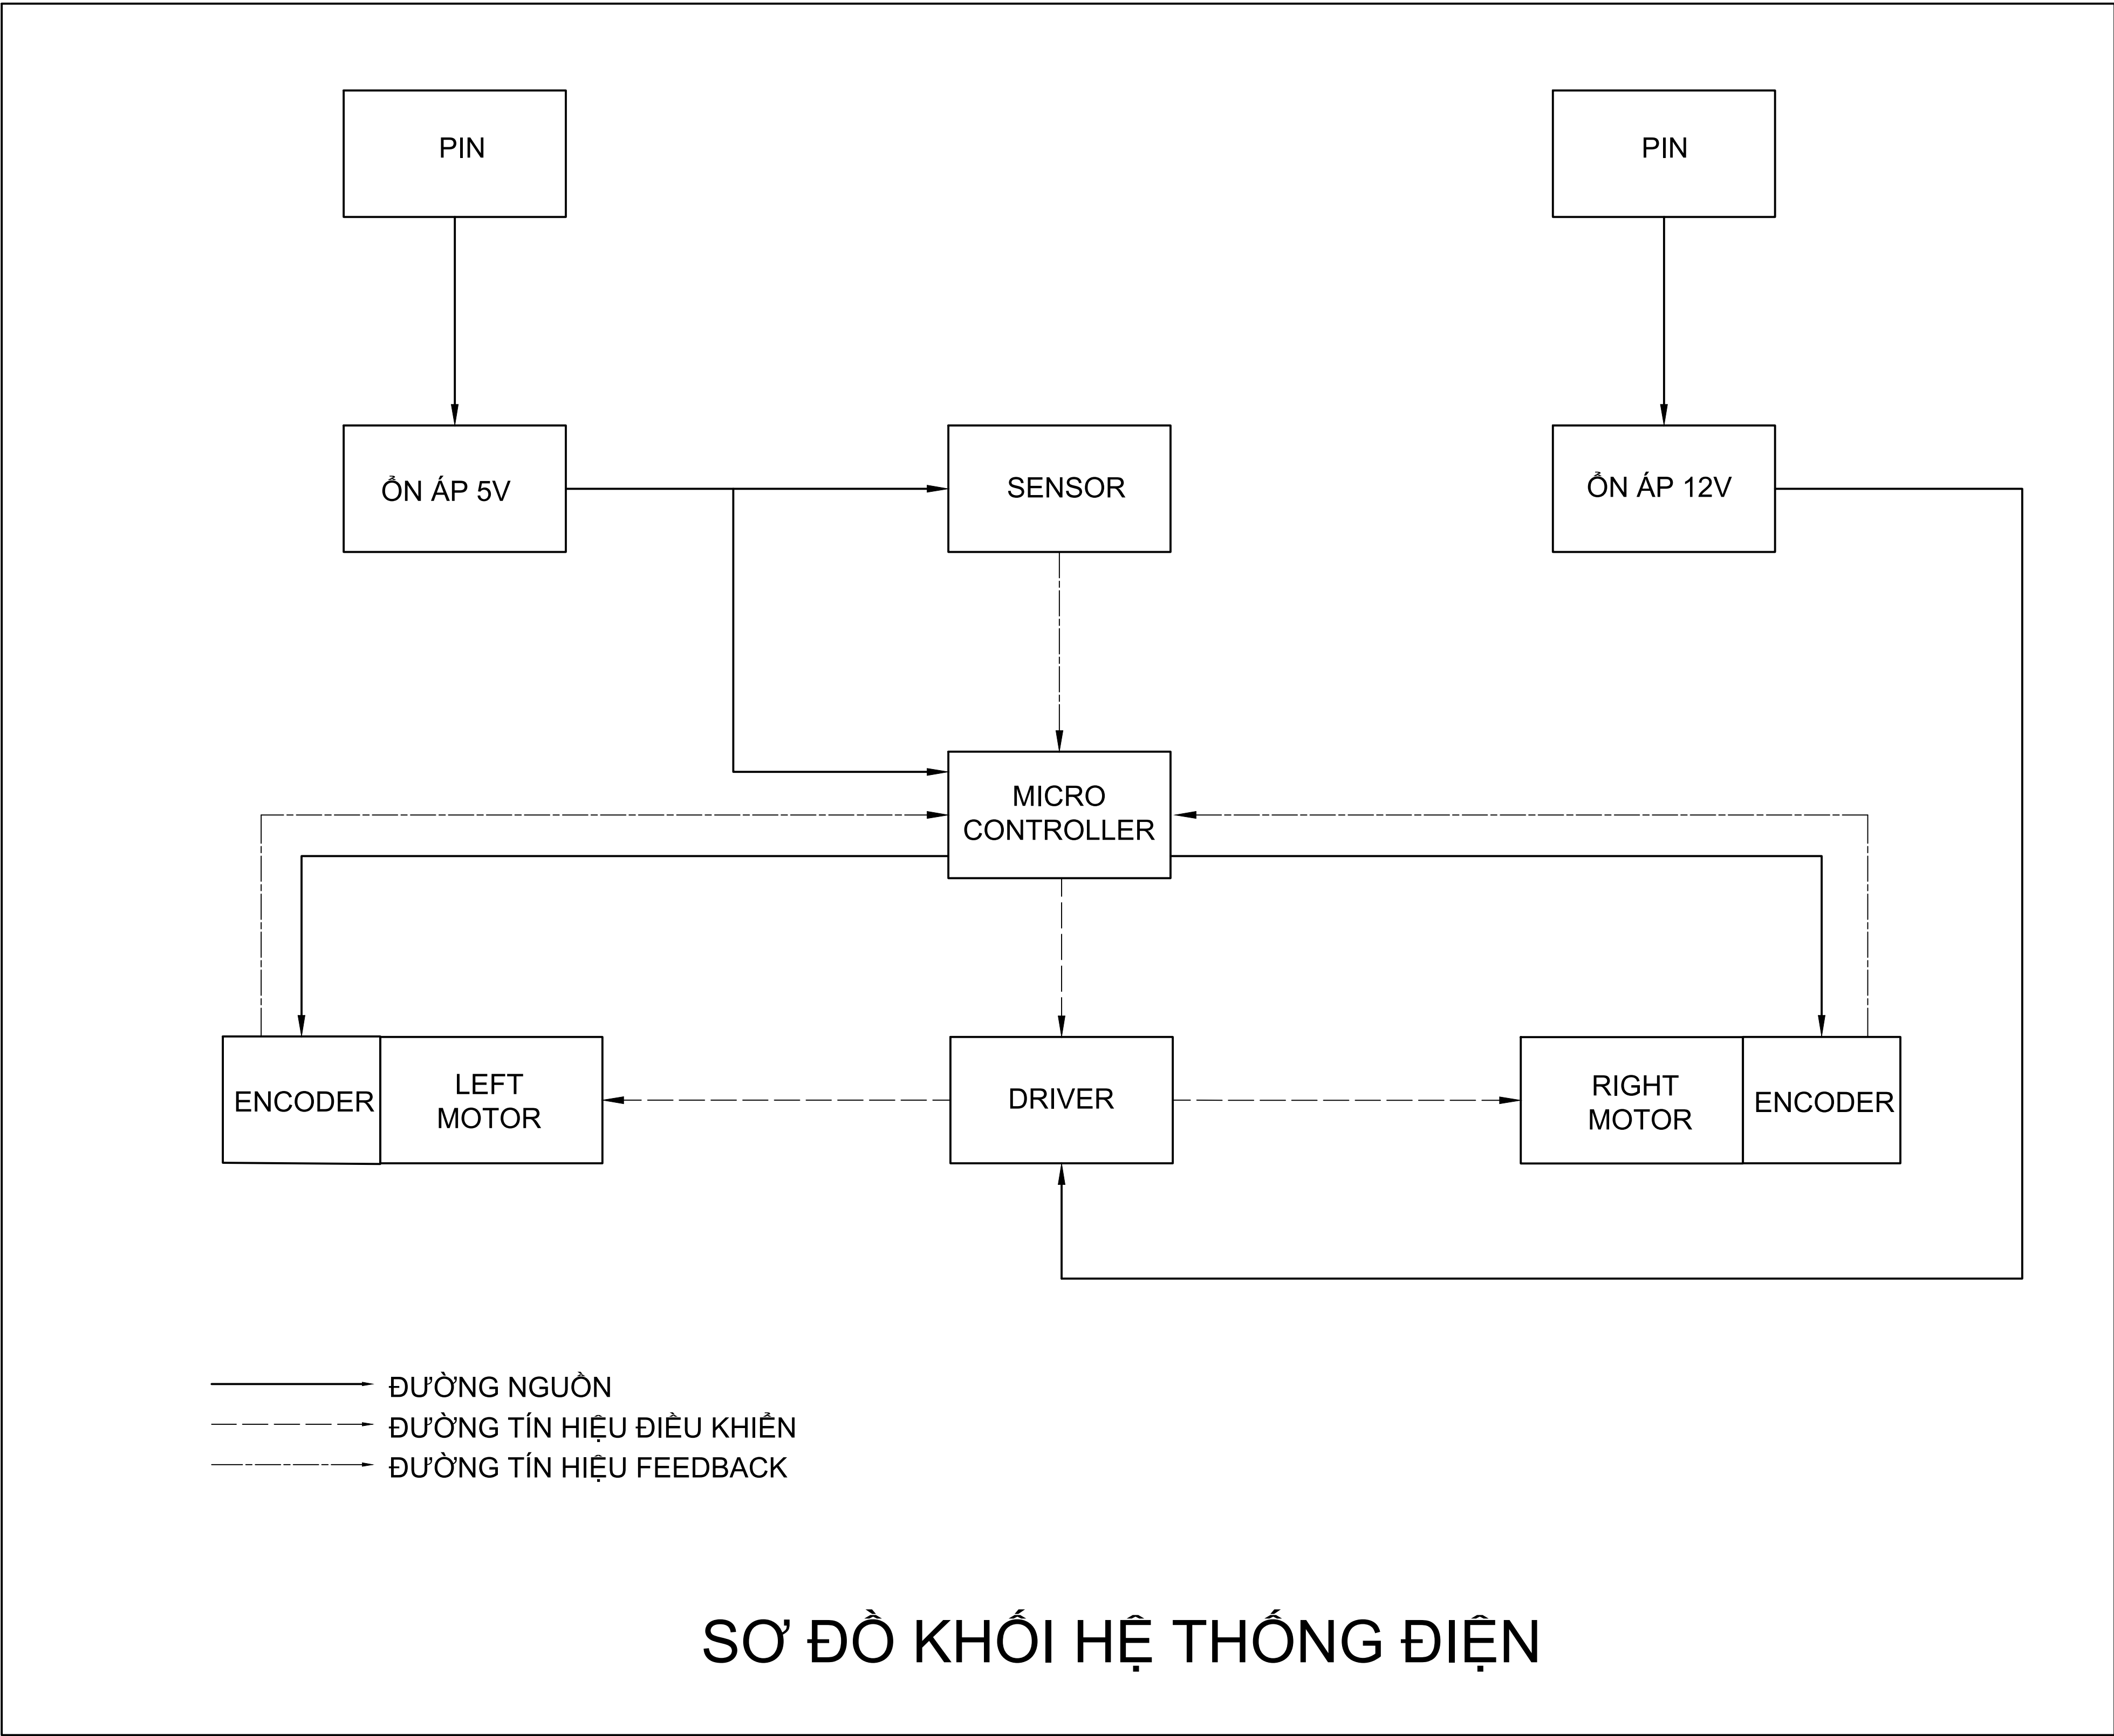 PIN
PIN
ỔN ÁP 5V
SENSOR
ỔN ÁP 12V
MICRO
CONTROLLER
ENCODER
LEFT
MOTOR
DRIVER
RIGHT
MOTOR
ENCODER
ĐƯỜNG NGUỒN
ĐƯỜNG TÍN HIỆU ĐIỀU KHIỂN
ĐƯỜNG TÍN HIỆU FEEDBACK
SƠ ĐỒ KHỐI HỆ THỐNG ĐIỆN